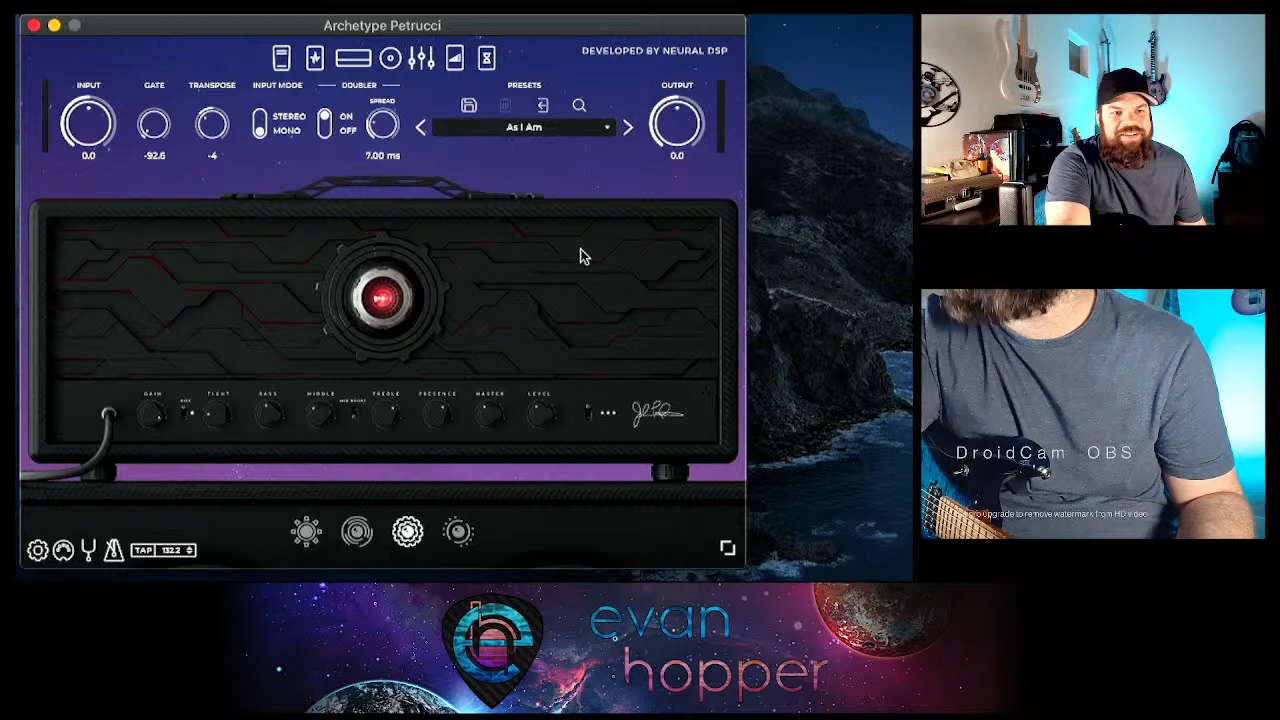 Archetype Petrucci
DEVELOPED BY NEURAL DSP
INPUT GATE TRANSPOSE INPUT MODE DOUBLER PRESETS OUTPUT
SPREAD
STEREO
MONO
ON
OFF
As I Am
0.0 -92.6 -4 7.00 ms 0.0
GAIN TIGHT BASS MIDDLE MID BOOST TREBLE PRESENCE MASTER LEVEL
TAP 132.2
DroidCam OBS
upgrade to remove watermark from HD video
evan
hopper